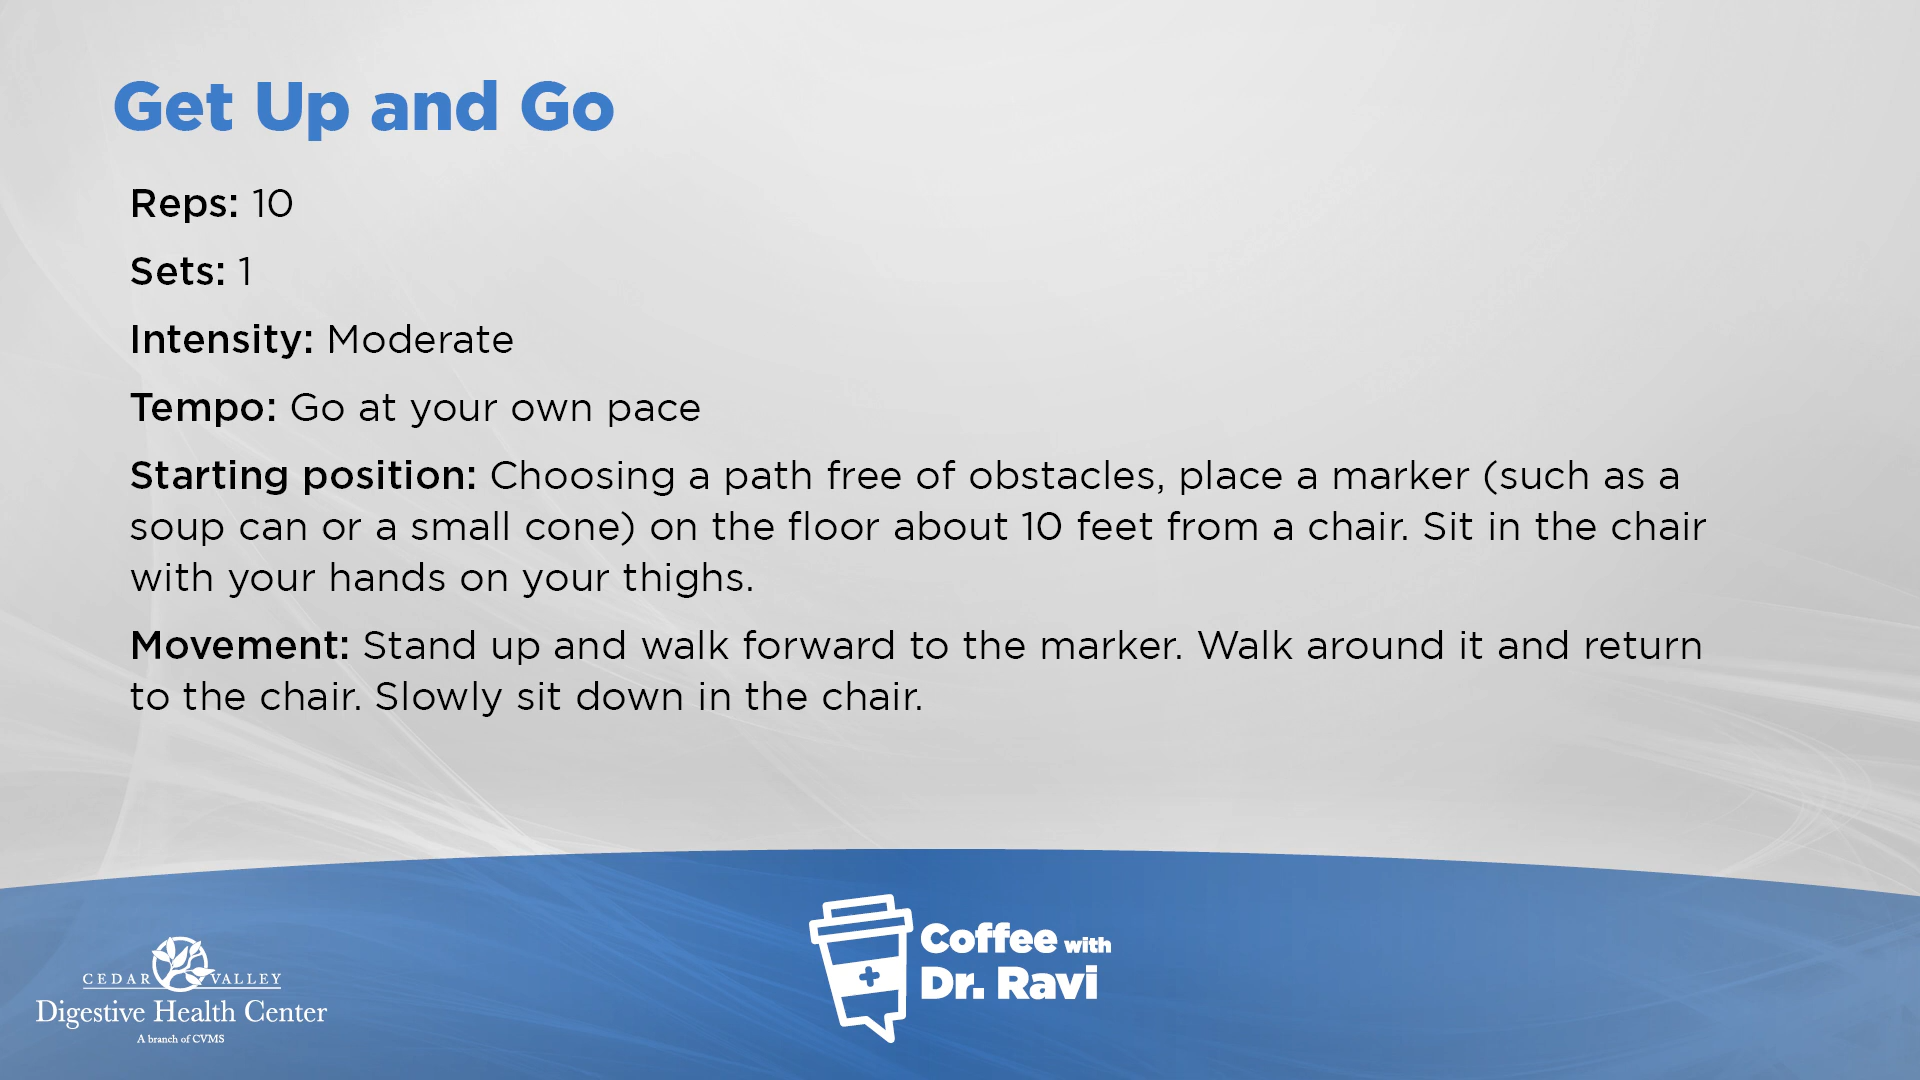 Get Up and Go
Reps: 10
Sets: 1
Intensity: Moderate
Tempo: Go at your own pace
Starting position: Choosing a path free of obstacles, place a marker (such as a
soup can or a small cone) on the floor about 10 feet from a chair. Sit in the chair
with your hands on your thighs.
Movement: Stand up and walk forward to the marker. Walk around it and return
to the chair. Slowly sit down in the chair.
CEDAR VALLEY
Digestive Health Center
A branch of CVMS
Coffee with
Dr. Ravi